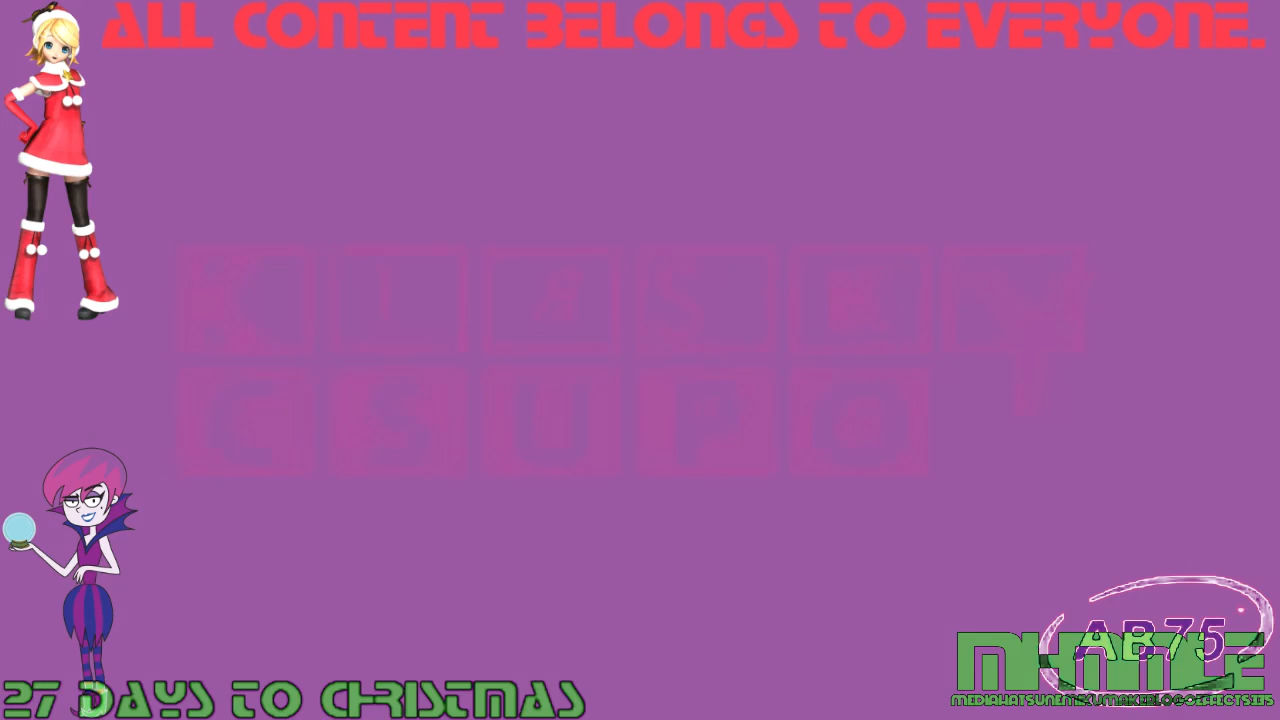 ALL CONTENT BELONGS TO EVERYONE.
KLASKY
CSUPO
AB75
27 DAYS TO CHRISTMAS